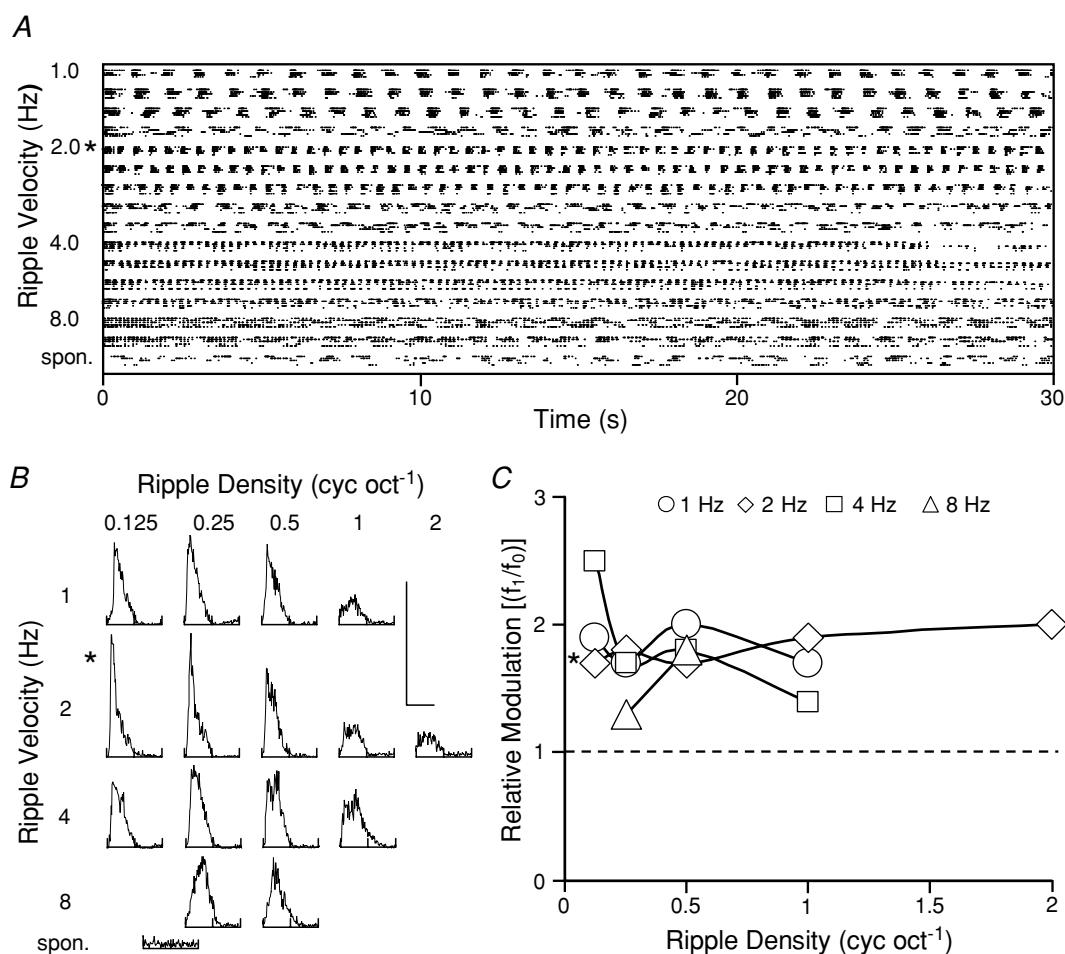 A
Ripple Velocity (Hz)
1.0
2.0 *
4.0
8.0
spon.
0 10 20 30
Time (s)
B
Ripple Density (cyc oct⁻¹)
0.125 0.25 0.5 1 2
Ripple Velocity (Hz)
1
*
2
4
8
spon.
C
Relative Modulation [(f₁/f₀)]
3
2
*
1
0
1 Hz 2 Hz 4 Hz 8 Hz
0 0.5 1 1.5 2
Ripple Density (cyc oct⁻¹)